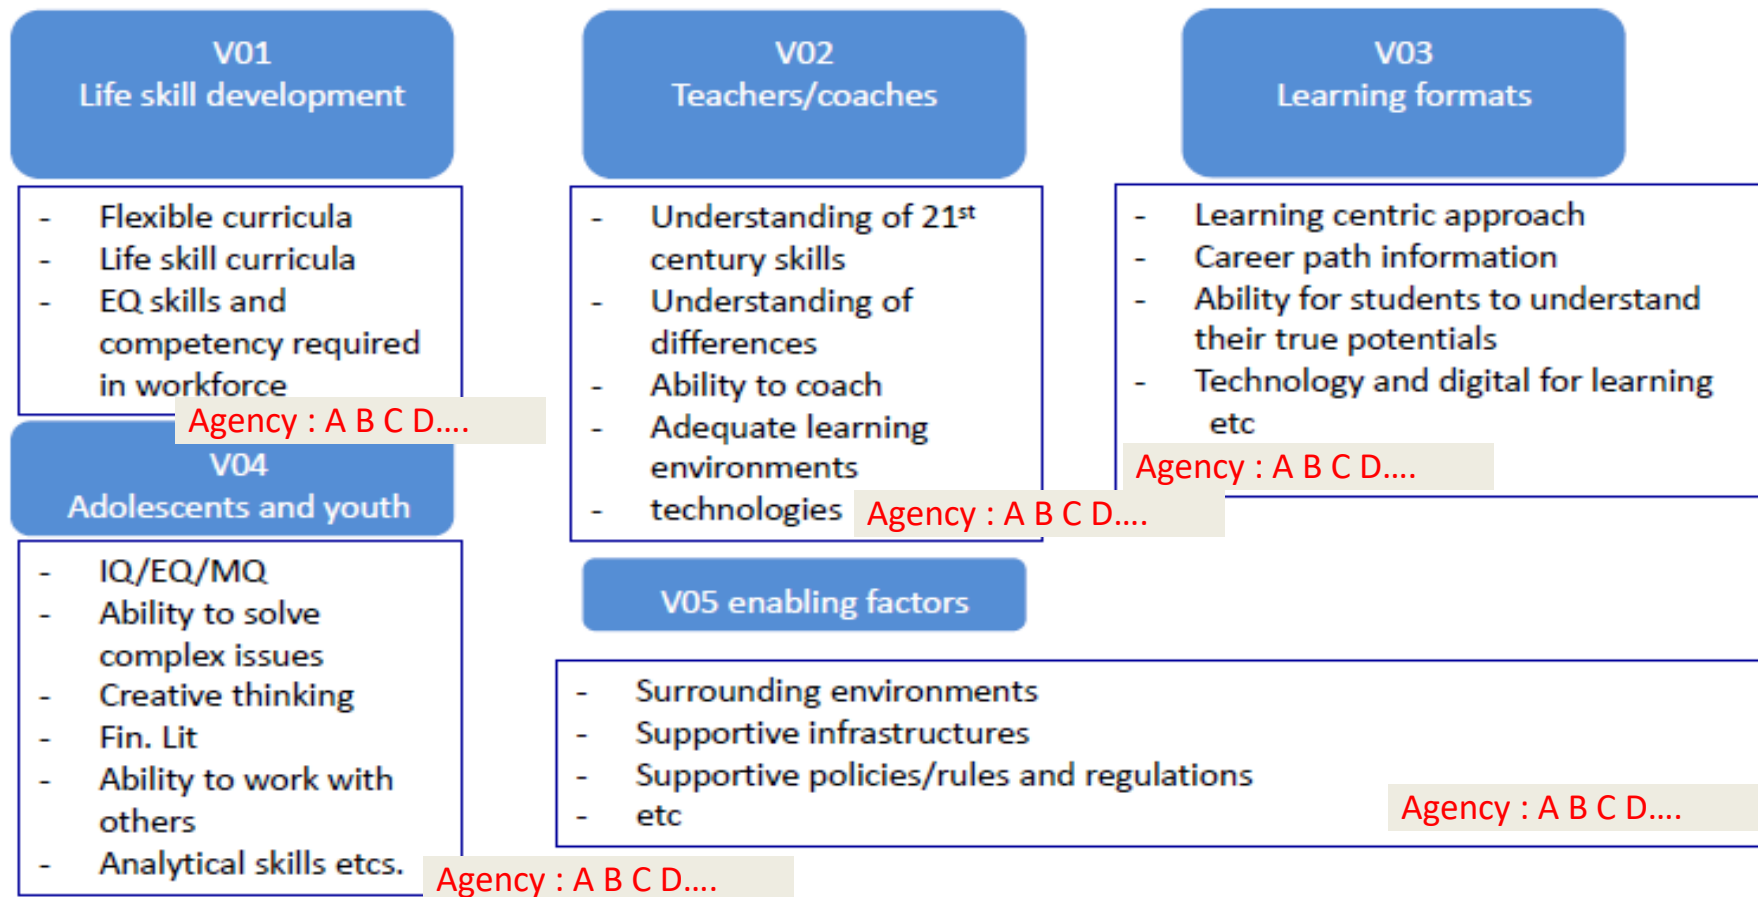 V01
Life skill development
- Flexible curricula
- Life skill curricula
- EQ skills and
competency required
in workforce
Agency : A B C D....
V02
Teachers/coaches
- Understanding of 21st
century skills
- Understanding of
differences
- Ability to coach
- Adequate learning
environments
- technologies
Agency : A B C D....
V03
Learning formats
- Learning centric approach
- Career path information
- Ability for students to understand
their true potentials
- Technology and digital for learning
etc
Agency : A B C D....
V04
Adolescents and youth
- IQ/EQ/MQ
- Ability to solve
complex issues
- Creative thinking
- Fin. Lit
- Ability to work with
others
- Analytical skills etcs.
Agency : A B C D....
V05 enabling factors
- Surrounding environments
- Supportive infrastructures
- Supportive policies/rules and regulations
- etc
Agency : A B C D....